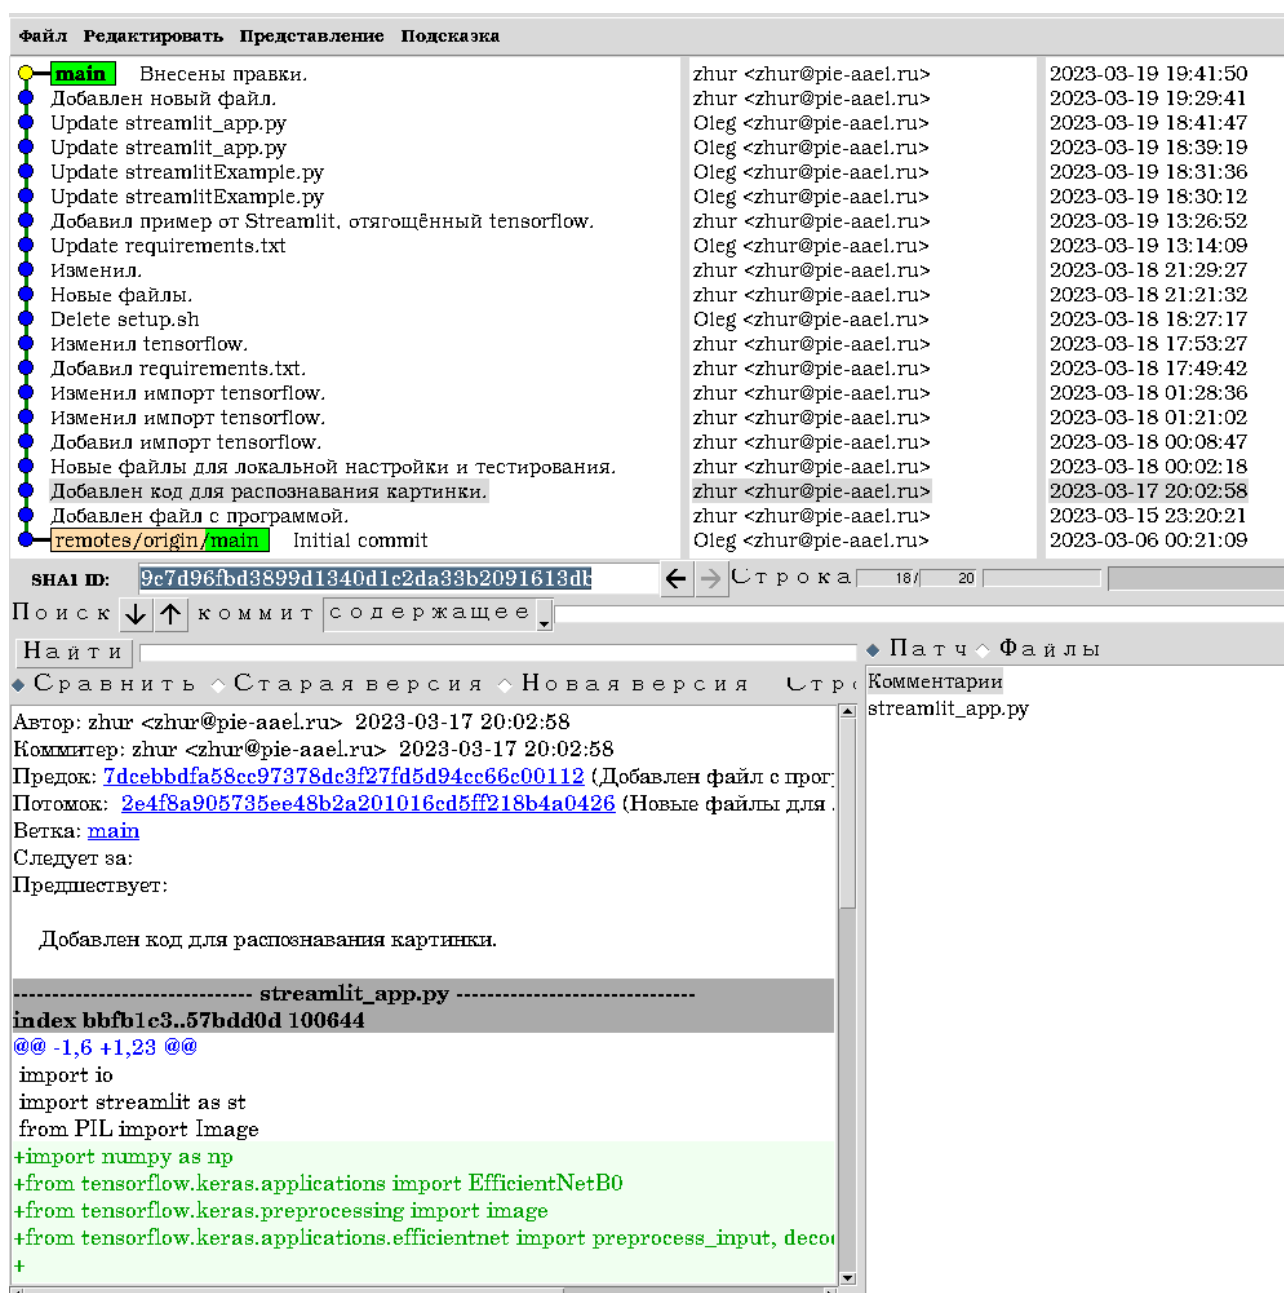 Файл Редактировать Представление Подсказка
main Внесены правки. zhur <zhur@pie-aael.ru> 2023-03-19 19:41:50
Добавлен новый файл. zhur <zhur@pie-aael.ru> 2023-03-19 19:29:41
Update streamlit_app.py Oleg <zhur@pie-aael.ru> 2023-03-19 18:41:47
Update streamlit_app.py Oleg <zhur@pie-aael.ru> 2023-03-19 18:39:19
Update streamlitExample.py Oleg <zhur@pie-aael.ru> 2023-03-19 18:31:36
Update streamlitExample.py Oleg <zhur@pie-aael.ru> 2023-03-19 18:30:12
Добавил пример от Streamlit, отягощённый tensorflow. zhur <zhur@pie-aael.ru> 2023-03-19 13:26:52
Update requirements.txt Oleg <zhur@pie-aael.ru> 2023-03-19 13:14:09
Изменил. zhur <zhur@pie-aael.ru> 2023-03-18 21:29:27
Новые файлы. zhur <zhur@pie-aael.ru> 2023-03-18 21:21:32
Delete setup.sh Oleg <zhur@pie-aael.ru> 2023-03-18 18:27:17
Изменил tensorflow. zhur <zhur@pie-aael.ru> 2023-03-18 17:53:27
Добавил requirements.txt. zhur <zhur@pie-aael.ru> 2023-03-18 17:49:42
Изменил импорт tensorflow. zhur <zhur@pie-aael.ru> 2023-03-18 01:28:36
Изменил импорт tensorflow. zhur <zhur@pie-aael.ru> 2023-03-18 01:21:02
Добавил импорт tensorflow. zhur <zhur@pie-aael.ru> 2023-03-18 00:08:47
Новые файлы для локальной настройки и тестирования. zhur <zhur@pie-aael.ru> 2023-03-18 00:02:18
Добавлен код для распознавания картинки. zhur <zhur@pie-aael.ru> 2023-03-17 20:02:58
Добавлен файл с программой. zhur <zhur@pie-aael.ru> 2023-03-15 23:20:21
remotes/origin/main Initial commit Oleg <zhur@pie-aael.ru> 2023-03-06 00:21:09
SHA1 ID: 9c7d96fbd3899d1340d1c2da33b2091613db ← → Строка 18/ 20
Поиск ↓ ↑ коммит содержащее
Найти
Патч Файлы
Сравнить Старая версия Новая версия Стро
Комментарии
streamlit_app.py
Автор: zhur <zhur@pie-aael.ru> 2023-03-17 20:02:58
Коммитер: zhur <zhur@pie-aael.ru> 2023-03-17 20:02:58
Предок: 7dcebbdfa58cc97378dc3f27fd5d94cc66c00112 (Добавлен файл с прог
Потомок: 2e4f8a905735ee48b2a201016cd5ff218b4a0426 (Новые файлы для
Ветка: main
Следует за:
Предшествует:
Добавлен код для распознавания картинки.
------------------------------- streamlit_app.py -------------------------------
index bbfb1c3..57bdd0d 100644
@@ -1,6 +1,23 @@
import io
import streamlit as st
from PIL import Image
+import numpy as np
+from tensorflow.keras.applications import EfficientNetB0
+from tensorflow.keras.preprocessing import image
+from tensorflow.keras.applications.efficientnet import preprocess_input, deco
+